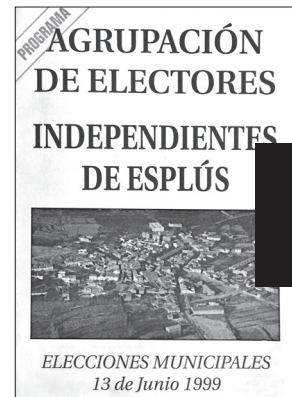 PROGRAMA
AGRUPACIÓN
DE ELECTORES
INDEPENDIENTES
DE ESPLÚS
ELECCIONES MUNICIPALES
13 de Junio 1999